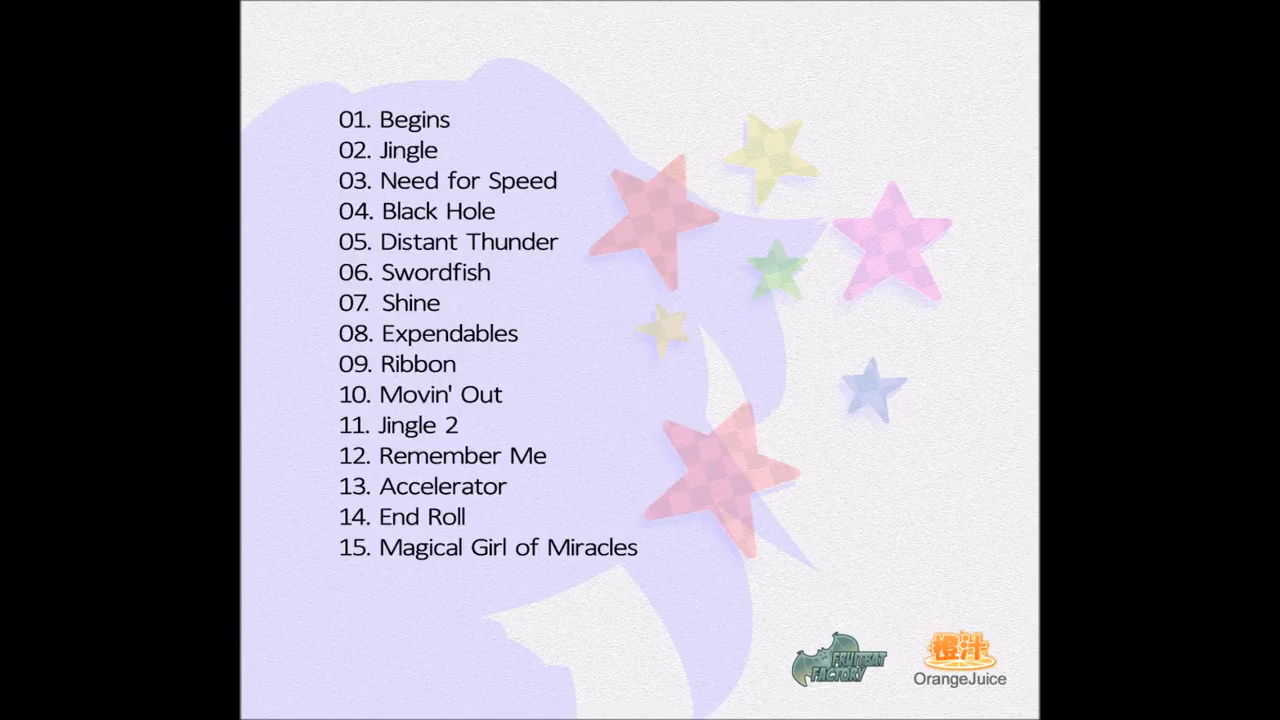 01. Begins
02. Jingle
03. Need for Speed
04. Black Hole
05. Distant Thunder
06. Swordfish
07. Shine
08. Expendables
09. Ribbon
10. Movin' Out
11. Jingle 2
12. Remember Me
13. Accelerator
14. End Roll
15. Magical Girl of Miracles
FRUITBAT
FACTORY
橙汁
OrangeJuice